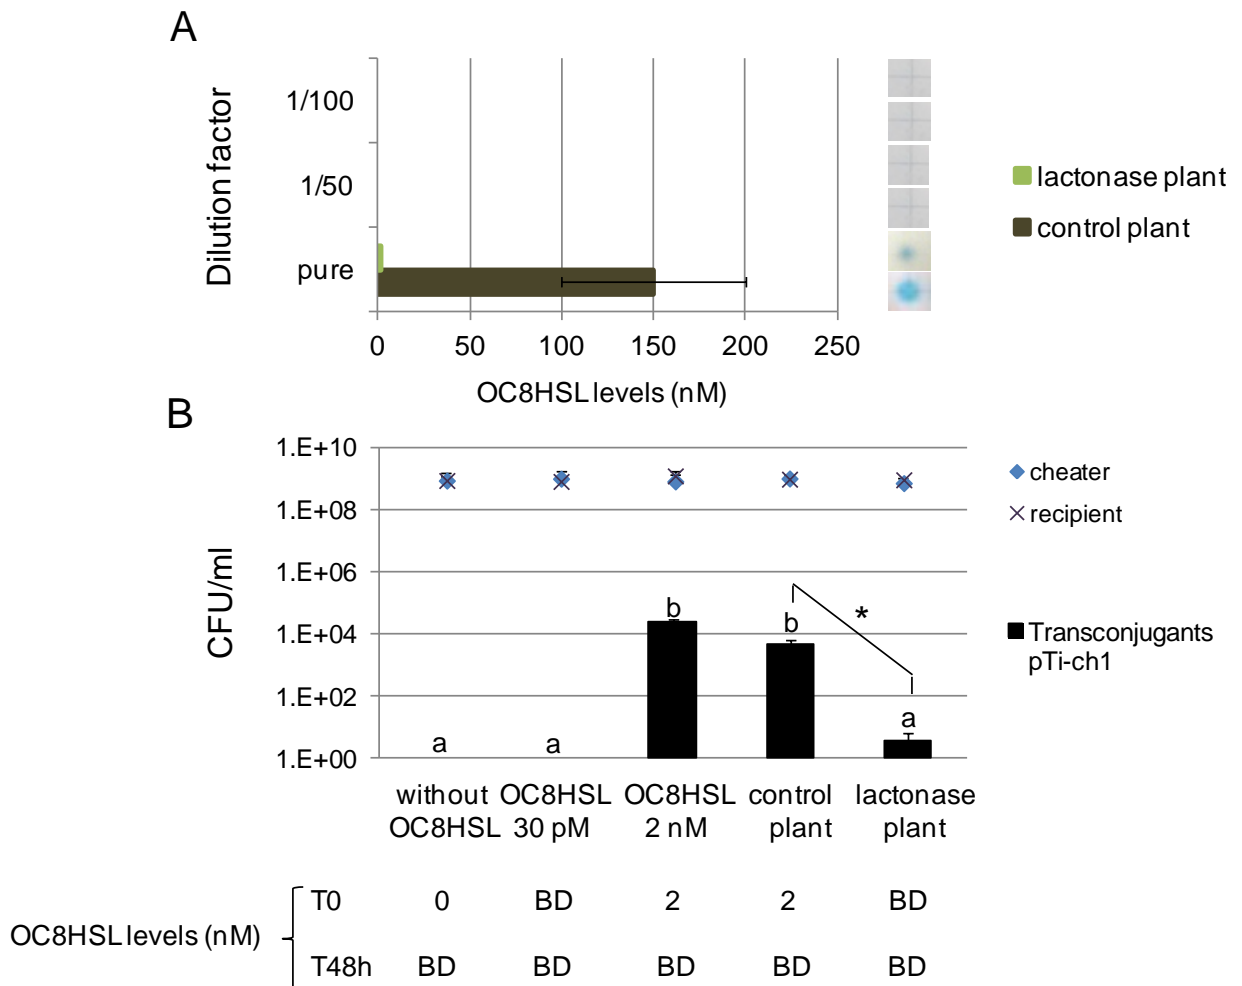 A
Dilution factor
1/100
1/50
pure
0 50 100 150 200 250
OC8HSL levels (nM)
lactonase plant
control plant
B
CFU/ml
1.E+10
1.E+08
1.E+06
1.E+04
1.E+02
1.E+00
a a b b * a
cheater
recipient
Transconjugants
pTi-ch1
without OC8HSL OC8HSL control lactonase
OC8HSL 30 pM 2 nM plant plant
OC8HSL levels (nM)
T0 0 BD 2 2 BD
T48h BD BD BD BD BD